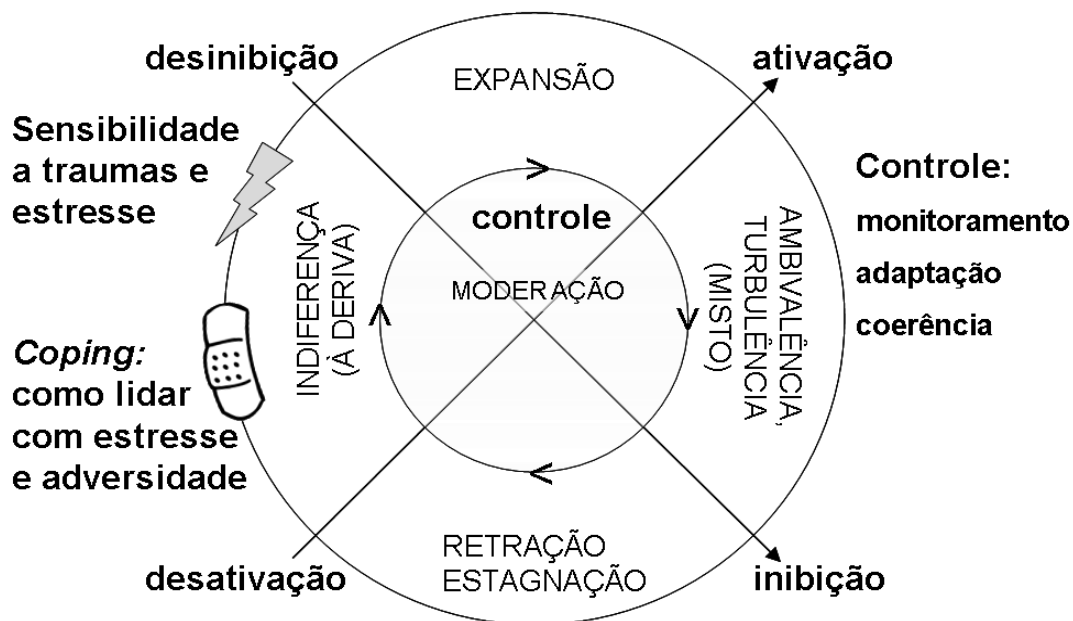 desinibição
ativação
EXPANSÃO
Sensibilidade
a traumas e
estresse
Controle:
monitoramento
adaptação
coerência
controle
MODERAÇÃO
INDIFERENÇA
(À DERIVA)
AMBIVALÊNCIA,
TURBULÊNCIA
(MISTO)
Coping:
como lidar
com estresse
e adversidade
RETRAÇÃO
ESTAGNAÇÃO
desativação
inibição